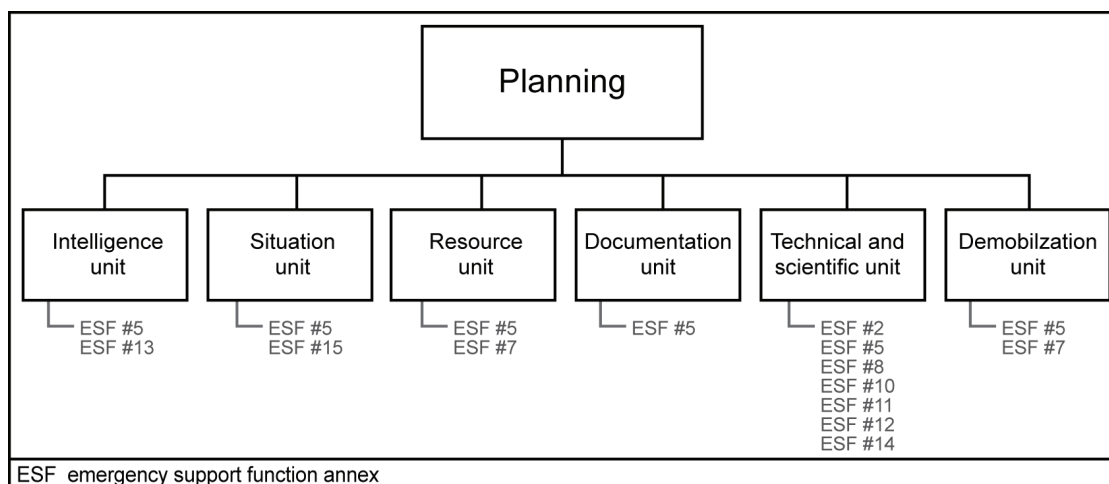 Planning
Intelligence
unit
Situation
unit
Resource
unit
Documentation
unit
Technical and
scientific unit
Demobilzation
unit
ESF #5
ESF #13
ESF #5
ESF #15
ESF #5
ESF #7
ESF #5
ESF #2
ESF #5
ESF #8
ESF #10
ESF #11
ESF #12
ESF #14
ESF #5
ESF #7
ESF emergency support function annex